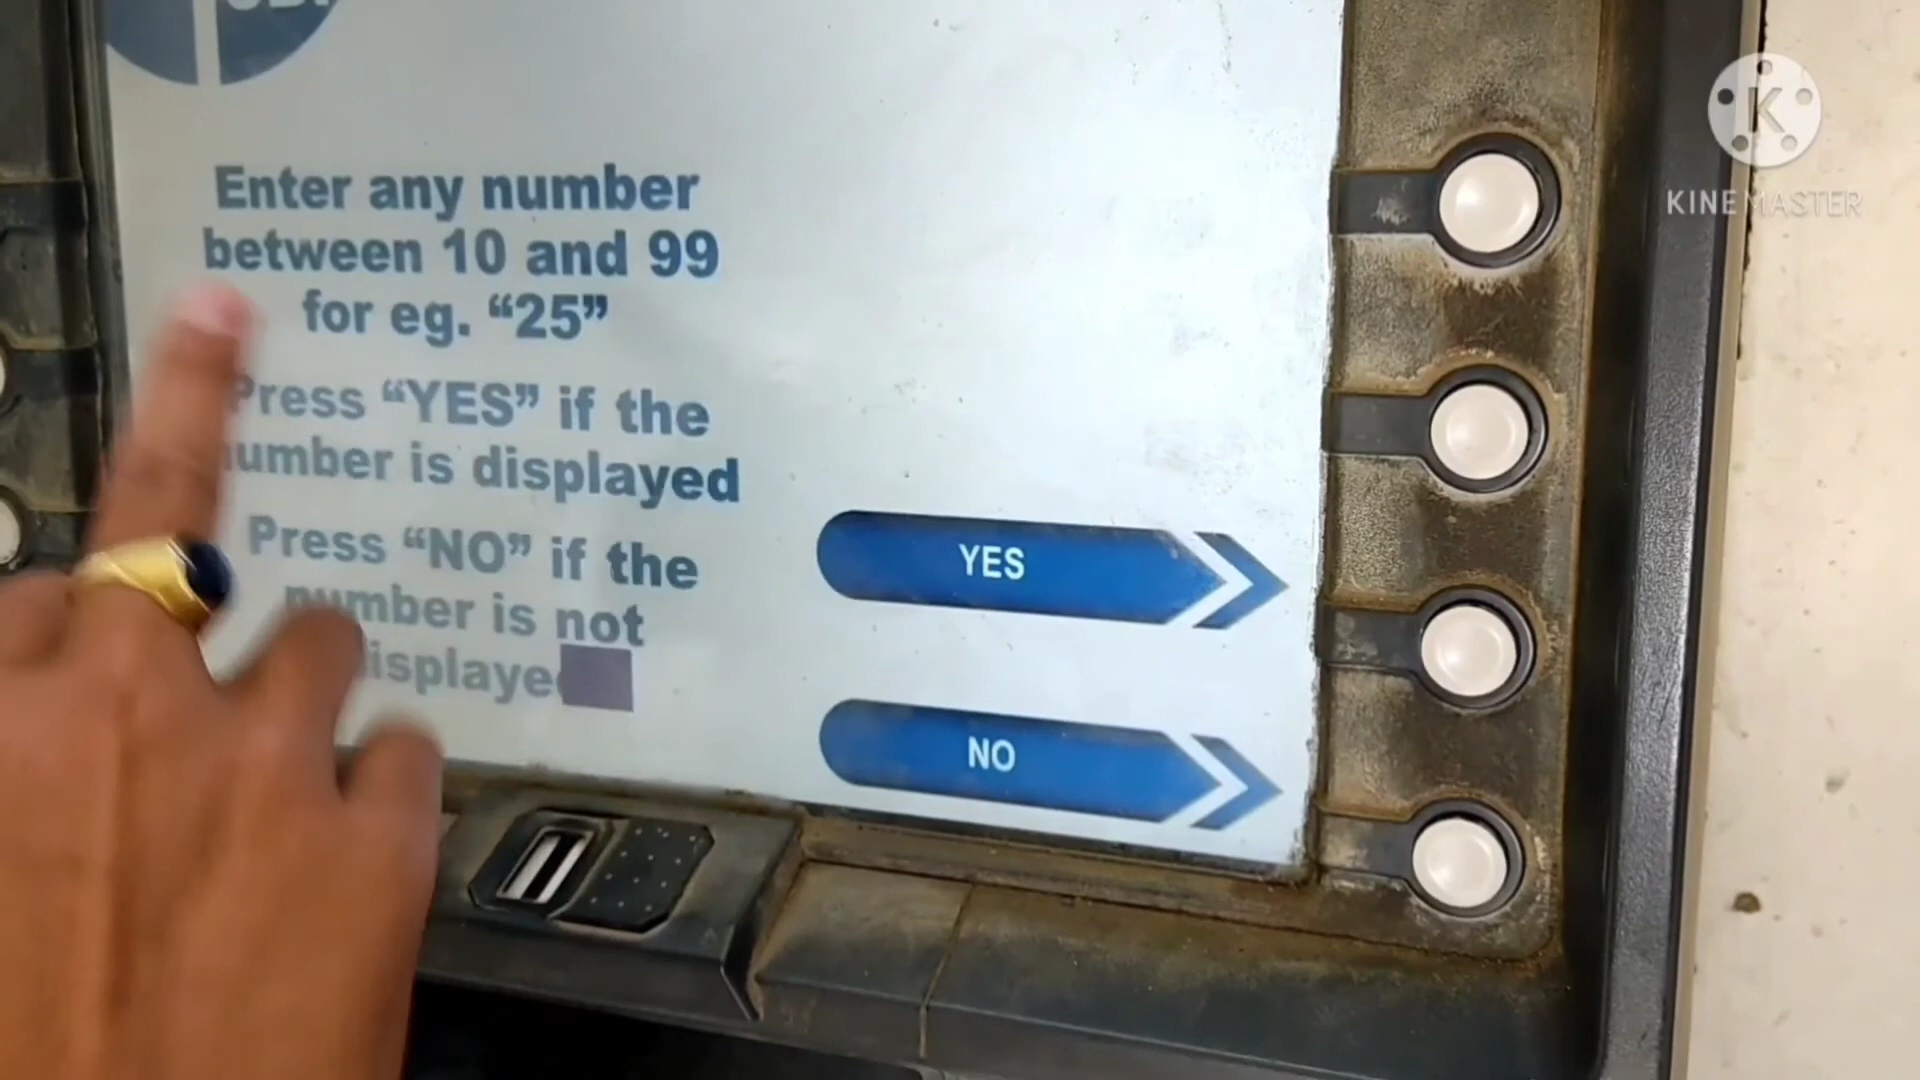 Enter any number
between 10 and 99
for eg. “25”
Press “YES” if the
number is displayed
Press “NO” if the
number is not
displayed
YES
NO
K
KINEMASTER